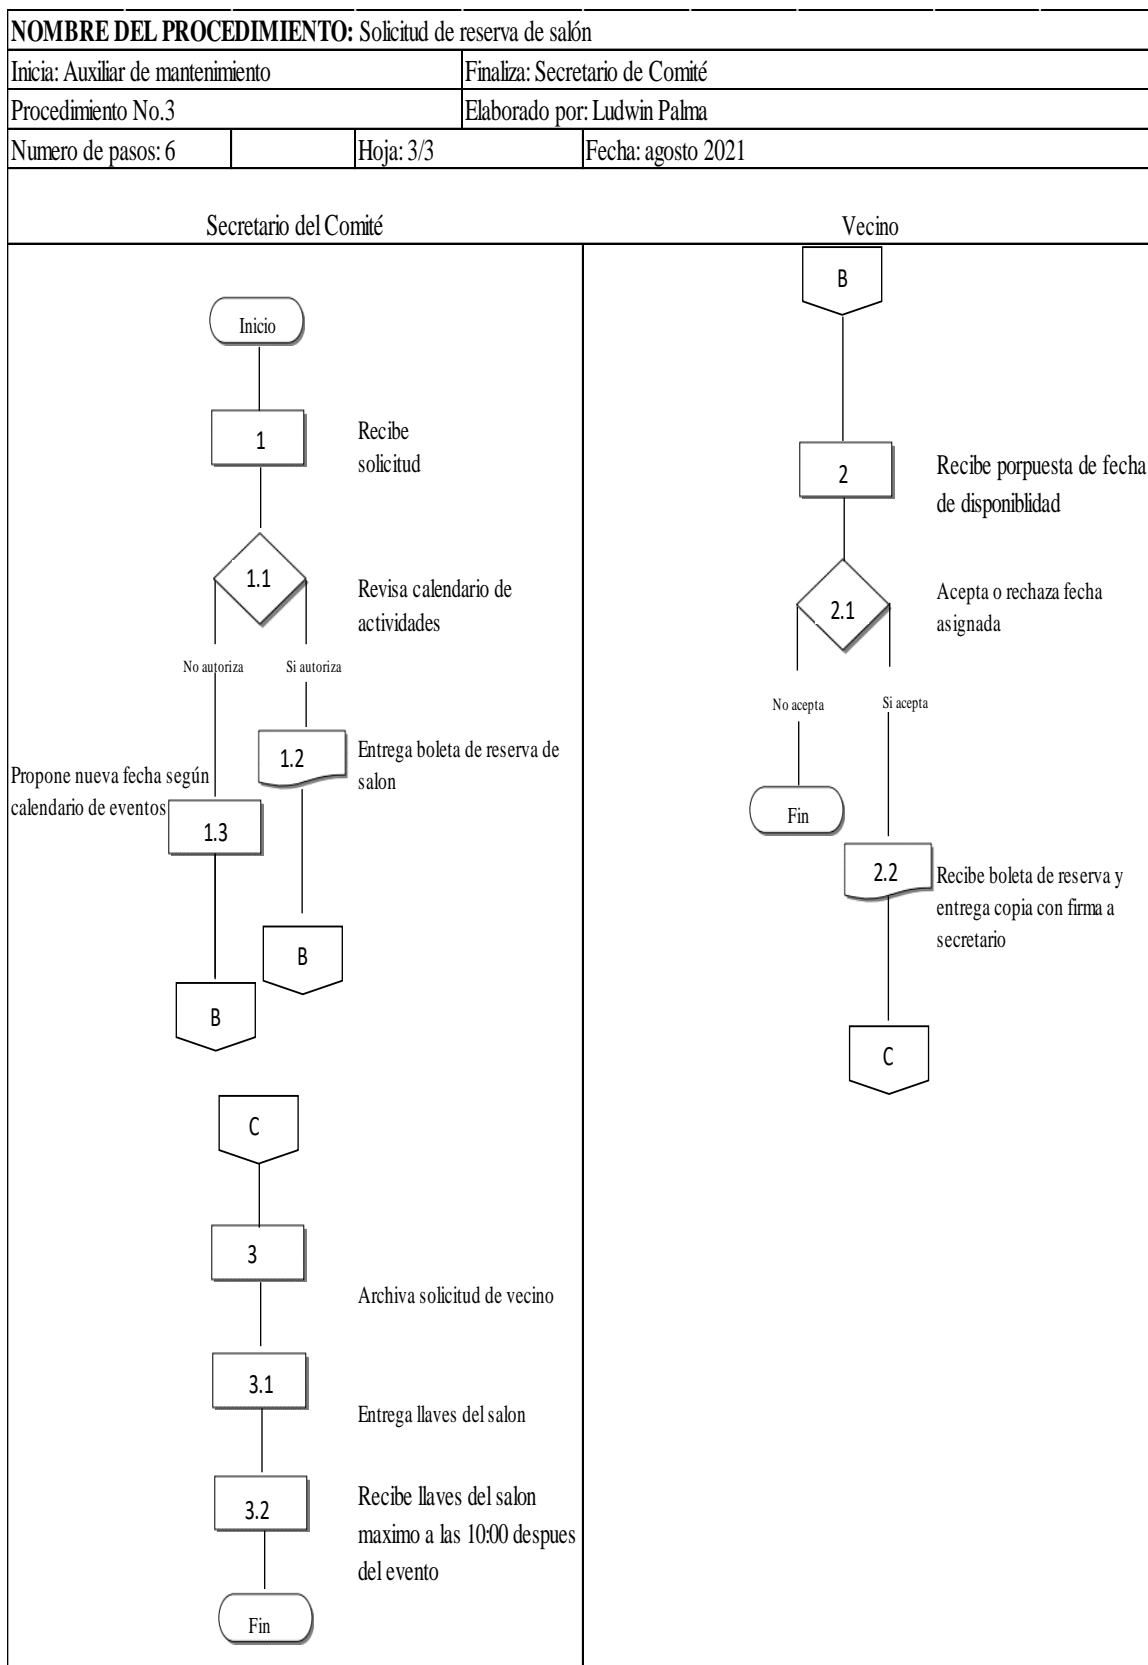 NOMBRE DEL PROCEDIMIENTO: Solicitud de reserva de salón
Inicia: Auxiliar de mantenimiento
Finaliza: Secretario de Comité
Procedimiento No.3
Elaborado por: Ludwin Palma
Numero de pasos: 6
Hoja: 3/3
Fecha: agosto 2021
Secretario del Comité
Inicio
1
Recibe
solicitud
1.1
Revisa calendario de
actividades
No autoriza
Si autoriza
1.2
Entrega boleta de reserva de
salon
Propone nueva fecha según
calendario de eventos
1.3
B
B
C
3
Archiva solicitud de vecino
3.1
Entrega llaves del salon
3.2
Recibe llaves del salon
maximo a las 10:00 despues
del evento
Fin
Vecino
B
2
Recibe porpuesta de fecha
de disponiblidad
2.1
Acepta o rechaza fecha
asignada
No acepta
Si acepta
Fin
2.2
Recibe boleta de reserva y
entrega copia con firma a
secretario
C